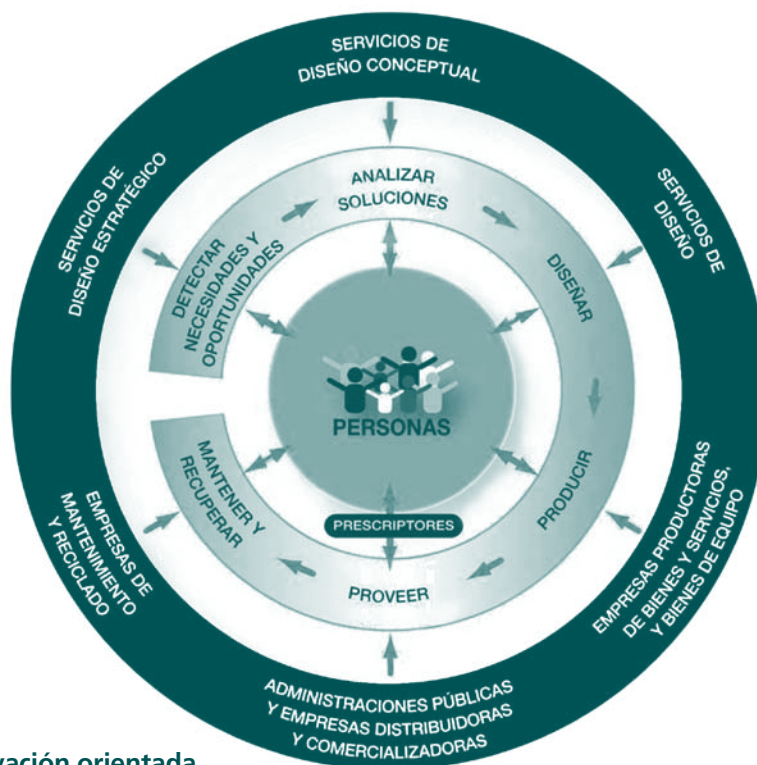 SERVICIOS DE
DISEÑO CONCEPTUAL
SERVICIOS DE
DISEÑO ESTRATÉGICO
SERVICIOS DE
DISEÑO
ANALIZAR
SOLUCIONES
DETECTAR
NECESIDADES Y
OPORTUNIDADES
DISEÑAR
PERSONAS
PRODUCIR
MANTENER Y
RECUPERAR
PRESCRIPTORES
PROVEER
EMPRESAS DE
MANTENIMIENTO
Y RECICLADO
EMPRESAS PRODUCTORAS
DE BIENES Y SERVICIOS,
Y BIENES DE EQUIPO
ADMINISTRACIONES PÚBLICAS
Y EMPRESAS DISTRIBUIDORAS
Y COMERCIALIZADORAS
orientada